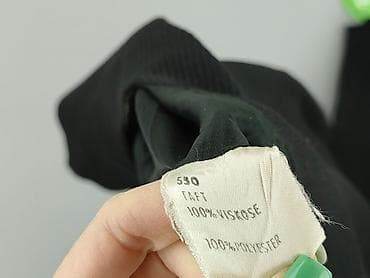 530
TAFT
100% VISKOSE
100% POLYESTER